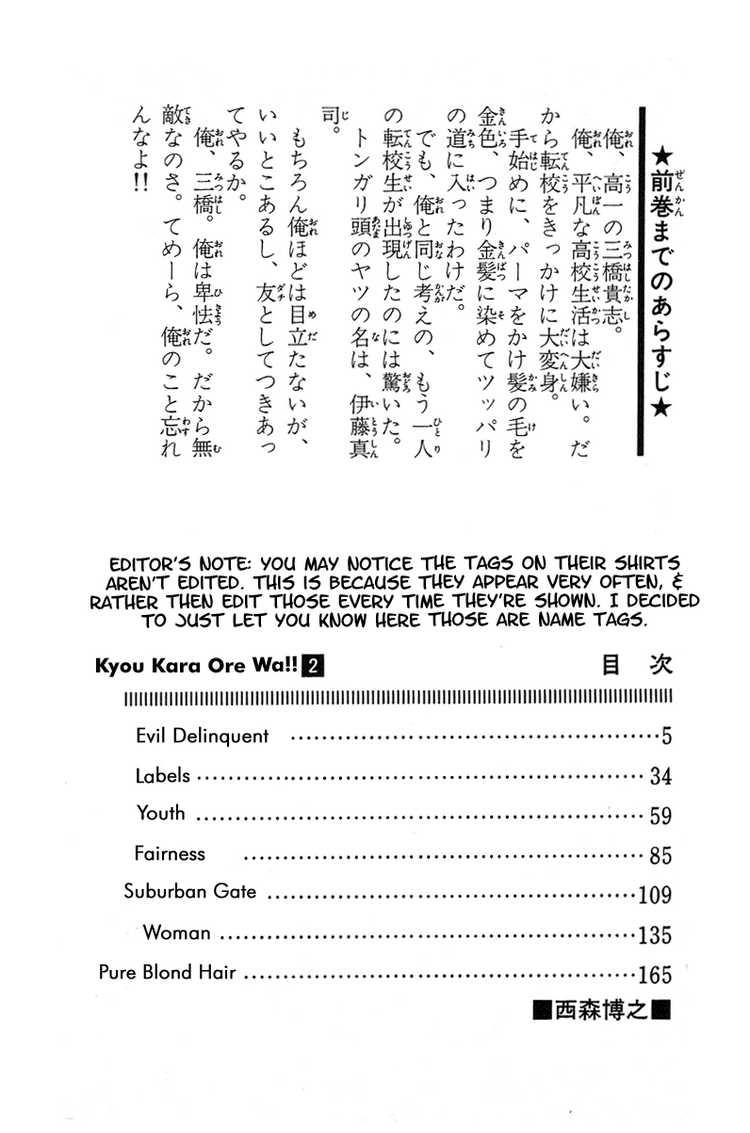 ★前巻までのあらすじ★
俺、高一の三橋貴志。
俺、平凡な高校生活は大嫌い。だ
から転校をきっかけに大変身。
手始めに、パーマをかけ髪の毛を
金色、つまり金髪に染めてツッパリ
の道に入ったわけだ。
でも、俺と同じ考えの、もう一人
の転校生が出現したのには驚いた。
トンガリ頭のヤツの名は、伊藤真
司。
もちろん俺ほどは目立たないが、
いいとこあるし、友としてつきあっ
てやるか。
俺、三橋。俺は卑怯だ。だから無
敵なのさ。てめーら、俺のこと忘れ
んなよ!!
EDITOR'S NOTE: YOU MAY NOTICE THE TAGS ON THEIR SHIRTS
AREN'T EDITED. THIS IS BECAUSE THEY APPEAR VERY OFTEN, &
RATHER THEN EDIT THOSE EVERY TIME THEY'RE SHOWN. I DECIDED
TO JUST LET YOU KNOW HERE THOSE ARE NAME TAGS.
Kyou Kara Ore Wa!! 2 目次
Evil Delinquent 5
Labels 34
Youth 59
Fairness 85
Suburban Gate 109
Woman 135
Pure Blond Hair 165
■西森博之■